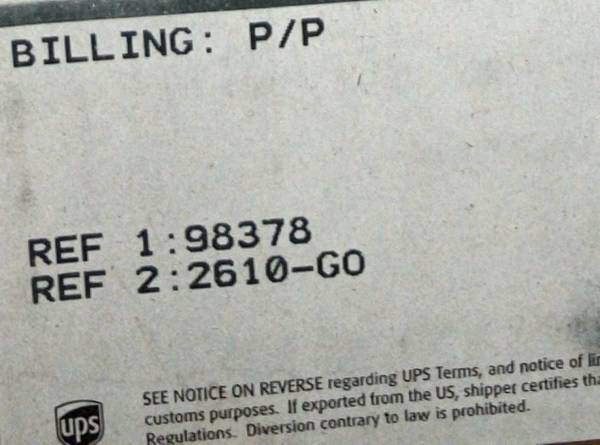 BILLING: P/P
REF 1:98378
REF 2:2610-GO
SEE NOTICE ON REVERSE regarding UPS Terms, and notice of
customs purposes. If exported from the US, shipper certifies
Regulations. Diversion contrary to law is prohibited.
ups